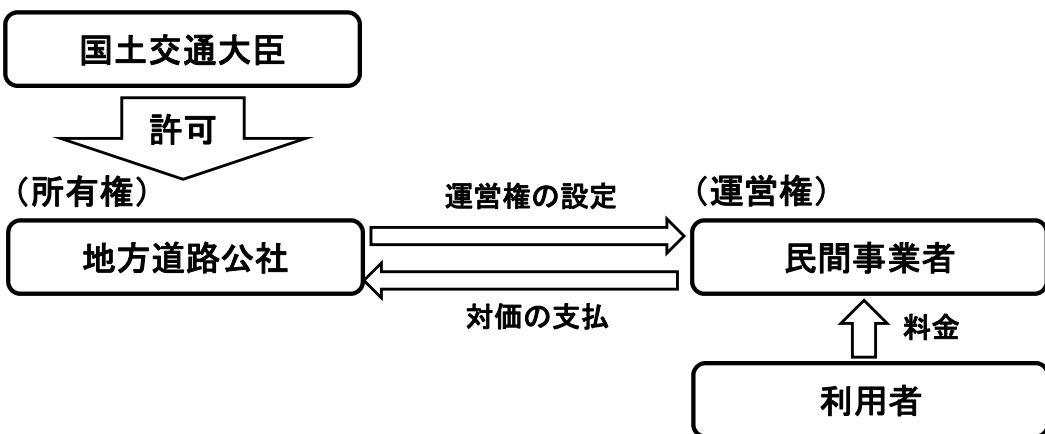 国土交通大臣
許可
（所有権）
運営権の設定
（運営権）
地方道路公社
民間事業者
対価の支払
料金
利用者